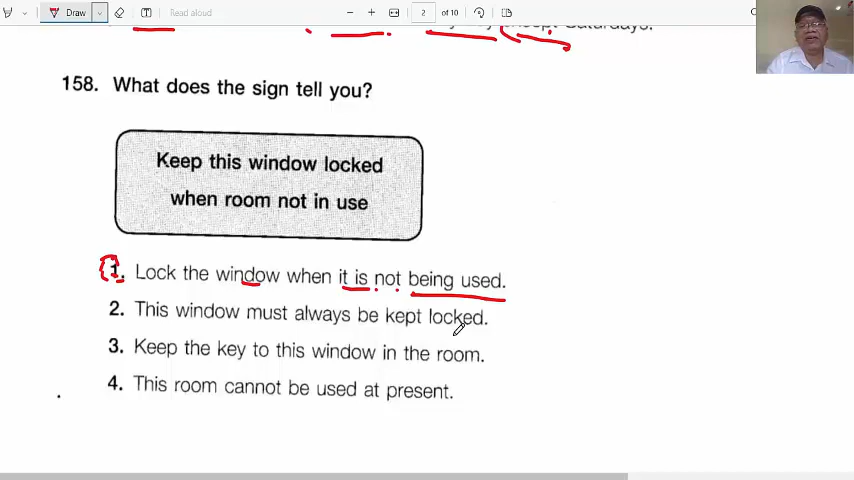 Draw
Read aloud
2 of 10
Saturdays.
158. What does the sign tell you?
Keep this window locked
when room not in use
1. Lock the window when it is not being used.
2. This window must always be kept locked.
3. Keep the key to this window in the room.
4. This room cannot be used at present.